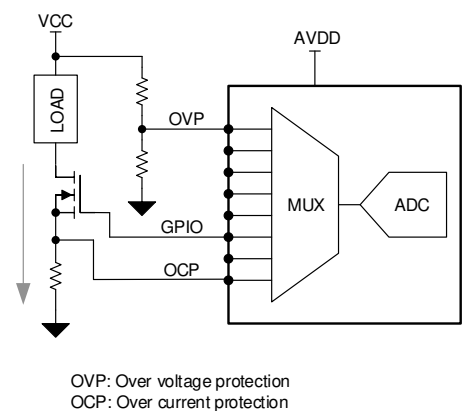 VCC
AVDD
LOAD
OVP
MUX
ADC
GPIO
OCP
OVP: Over voltage protection
OCP: Over current protection